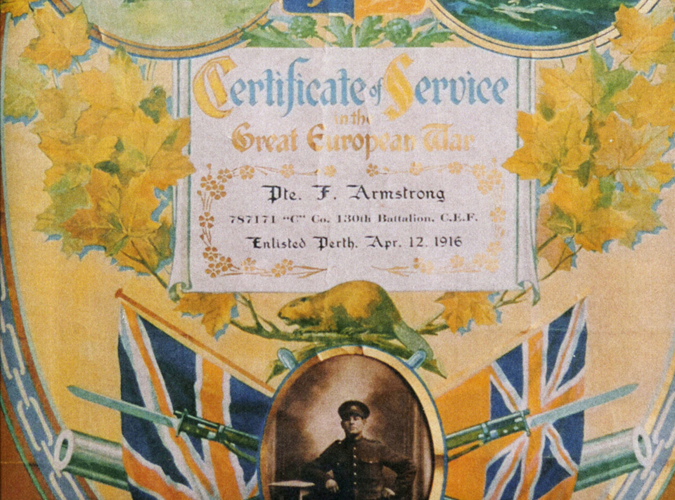 Certificate of Service
in the
Great European War
Pte. F. Armstrong
787171 "C" Co. 130th Battalion. C.E.F.
Enlisted Perth. Apr. 12. 1916